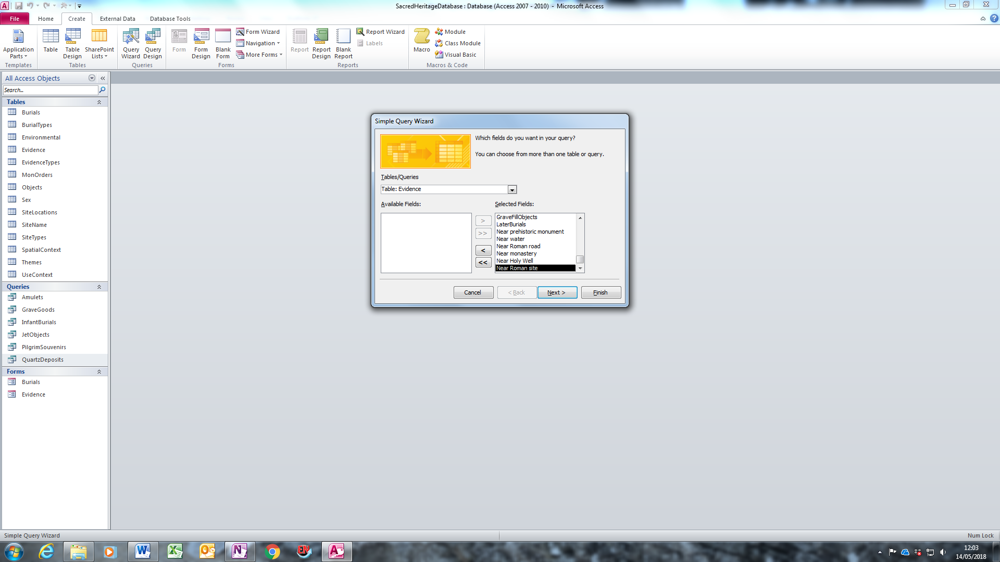 SacredHeritageDatabase : Database (Access 2007 - 2010) - Microsoft Access
File Home Create External Data Database Tools
Application Parts
Table
Table Design
SharePoint Lists
Query Wizard
Query Design
Form
Form Design
Blank Form
Form Wizard
Navigation
More Forms
Report
Report Design
Blank Report
Report Wizard
Labels
Macro
Module
Class Module
Visual Basic
Templates Tables Queries Forms Reports Macros & Code
All Access Objects
Search...
Tables
Burials
BurialTypes
Environmental
Evidence
EvidenceTypes
MonOrders
Objects
Sex
SiteLocations
SiteName
SiteTypes
SpatialContext
Themes
UseContext
Queries
Amulets
GraveGoods
InfantBurials
JetObjects
PilgrimSouvenirs
QuartzDeposits
Forms
Burials
Evidence
Simple Query Wizard
Which fields do you want in your query?
You can choose from more than one table or query.
Tables/Queries
Table: Evidence
Available Fields:
Selected Fields:
>
>>
<
<<
GraveFillObjects
LaterBurials
Near prehistoric monument
Near water
Near Roman road
Near monastery
Near Holy Well
Near Roman site
Cancel < Back Next > Finish
Simple Query Wizard
Num Lock
12:03
14/05/2018